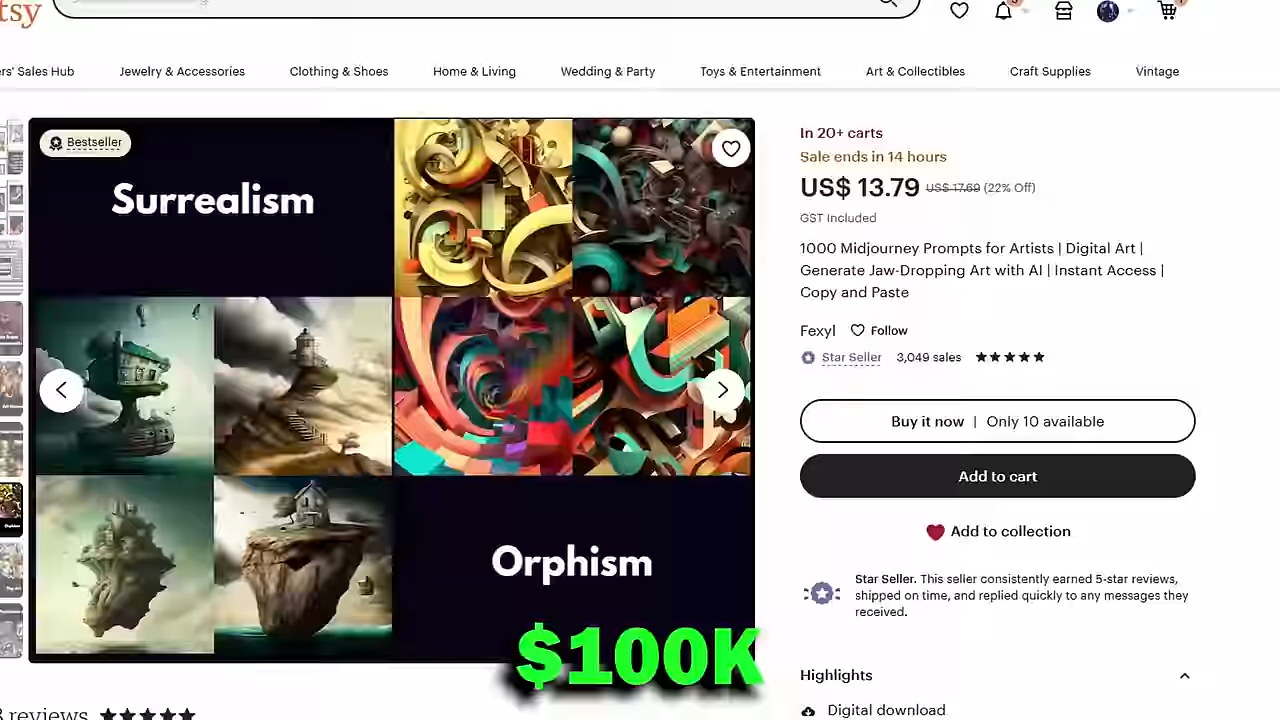 tsy
ers' Sales Hub
Jewelry & Accessories
Clothing & Shoes
Home & Living
Wedding & Party
Toys & Entertainment
Art & Collectibles
Craft Supplies
Vintage
Bestseller
Surrealism
Orphism
$100K
reviews
In 20+ carts
Sale ends in 14 hours
US$ 13.79 US$ 17.69 (22% Off)
GST Included
1000 Midjourney Prompts for Artists | Digital Art |
Generate Jaw-Dropping Art with AI | Instant Access |
Copy and Paste
Fexyl Follow
Star Seller 3,049 sales
Buy it now | Only 10 available
Add to cart
Add to collection
Star Seller. This seller consistently earned 5-star reviews,
shipped on time, and replied quickly to any messages they
received.
Highlights
Digital download